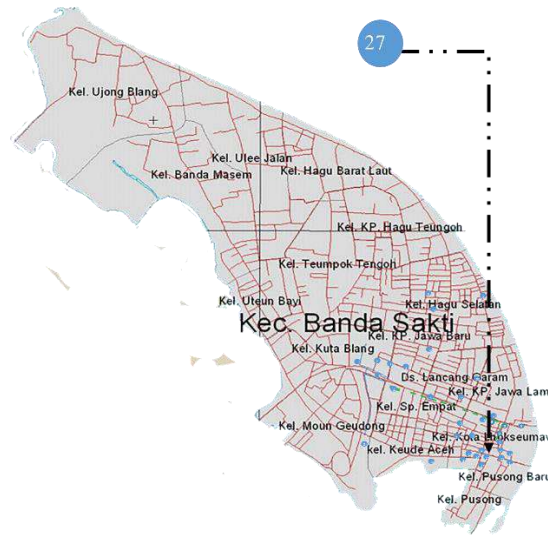 27
Kel. Ujong Blang
Kel. Ulee Jalan
Kel. Banda Masem
Kel. Hagu Barat Laut
Kel. KP. Hagu Teungoh
Kel. Teumpok Tengoh
Kel. Uteun Bayi
Kel. Hagu Selatan
Kec. Banda Sakti
Kel. KP. Jawa Baru
Kel. Kuta Blang
Ds. Lancang Garam
Kel. KP. Jawa Lam
Kel. Sp. Empat
Kel. Moun Geudong
Kel. Kota Lhokseumaw
kel. Keude Aceh
Kel. Pusong Baru
Kel. Pusong